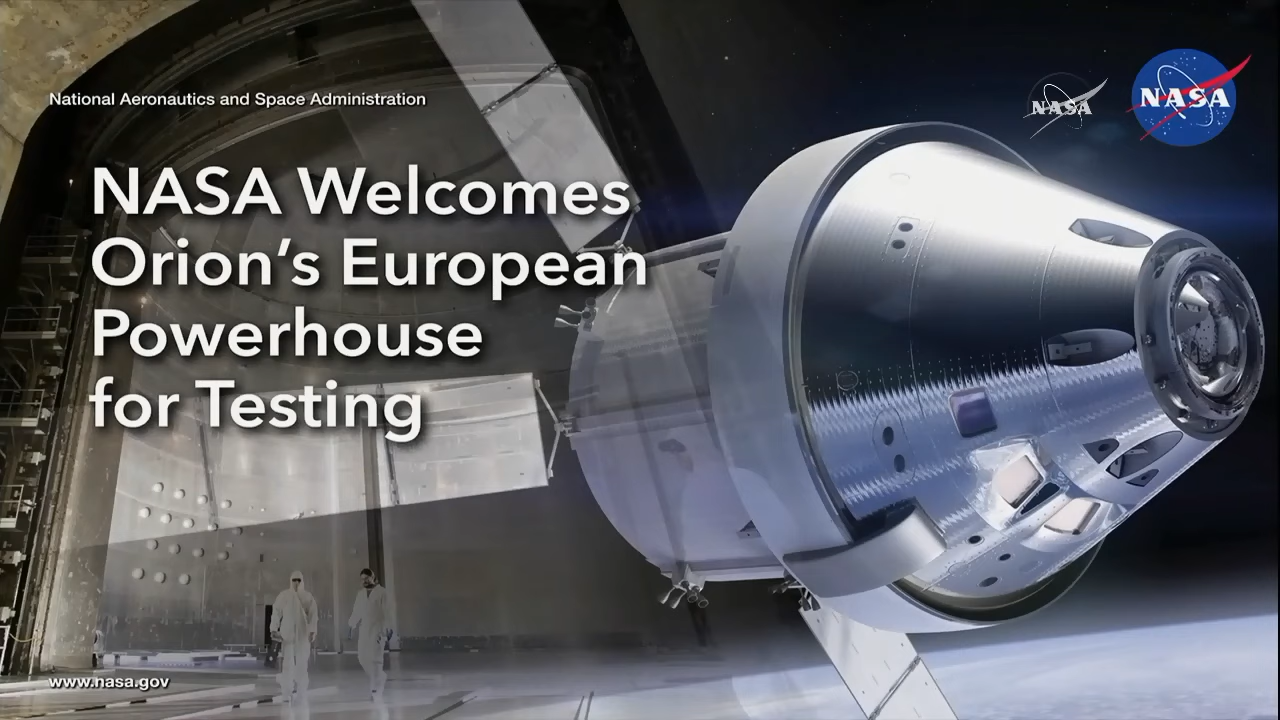 National Aeronautics and Space Administration
NASA
NASA
NASA Welcomes
Orion's European
Powerhouse
for Testing
www.nasa.gov